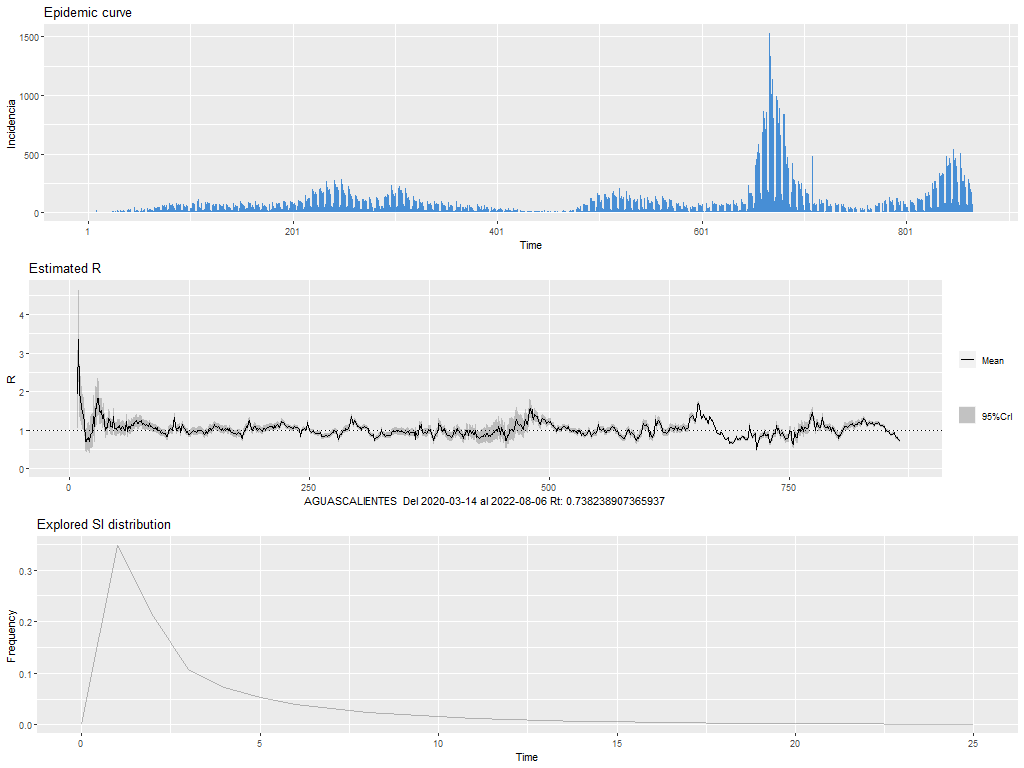 Epidemic curve
1500
1000
500
0
Incidencia
1 201 401 601 801
Time
Estimated R
4
3
2
1
0
R
Mean
95%CrI
0 250 500 750
AGUASCALIENTES Del 2020-03-14 al 2022-08-06 Rt: 0.738238907365937
Explored SI distribution
0.3
0.2
0.1
0.0
Frequency
0 5 10 15 20 25
Time